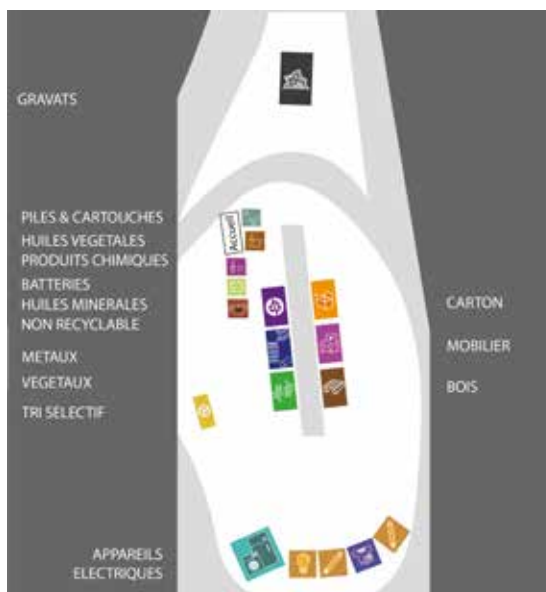 GRAVATS
PILES & CARTOUCHES
Accueil
HUILES VEGETALES
PRODUITS CHIMIQUES
BATTERIES
HUILES MINERALES
NON RECYCLABLE
METAUX
VEGETAUX
TRI SELECTIF
CARTON
MOBILIER
BOIS
APPAREILS
ELECTRIQUES